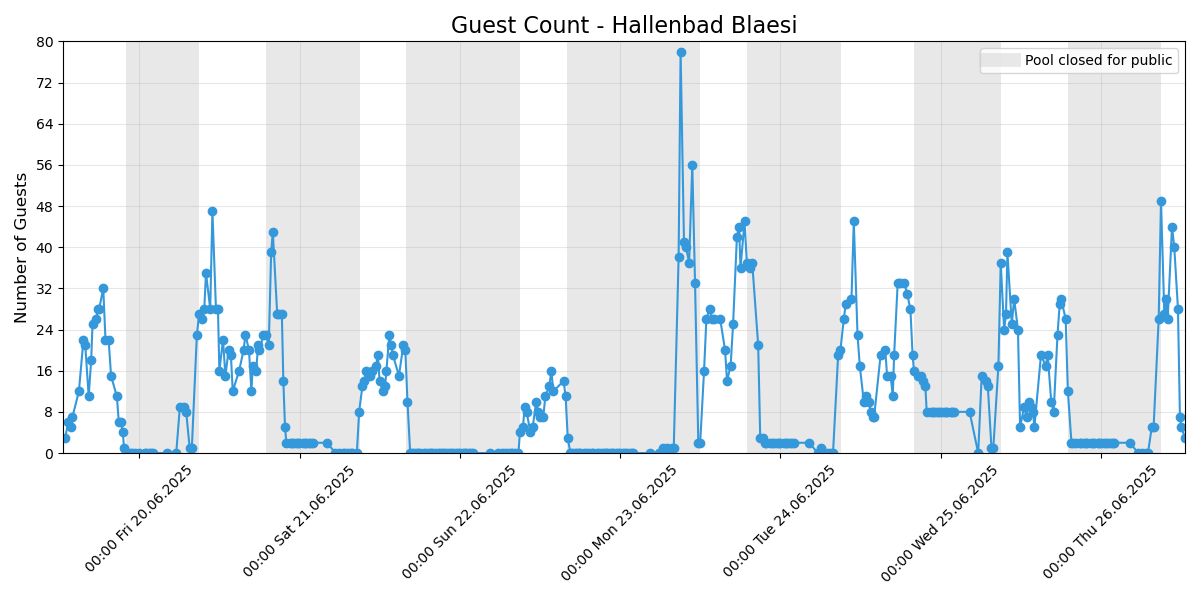 Guest Count - Hallenbad Blaesi
Pool closed for public
Number of Guests
80
72
64
56
48
40
32
24
16
8
0
00:00 Fri 20.06.2025
00:00 Sat 21.06.2025
00:00 Sun 22.06.2025
00:00 Mon 23.06.2025
00:00 Tue 24.06.2025
00:00 Wed 25.06.2025
00:00 Thu 26.06.2025